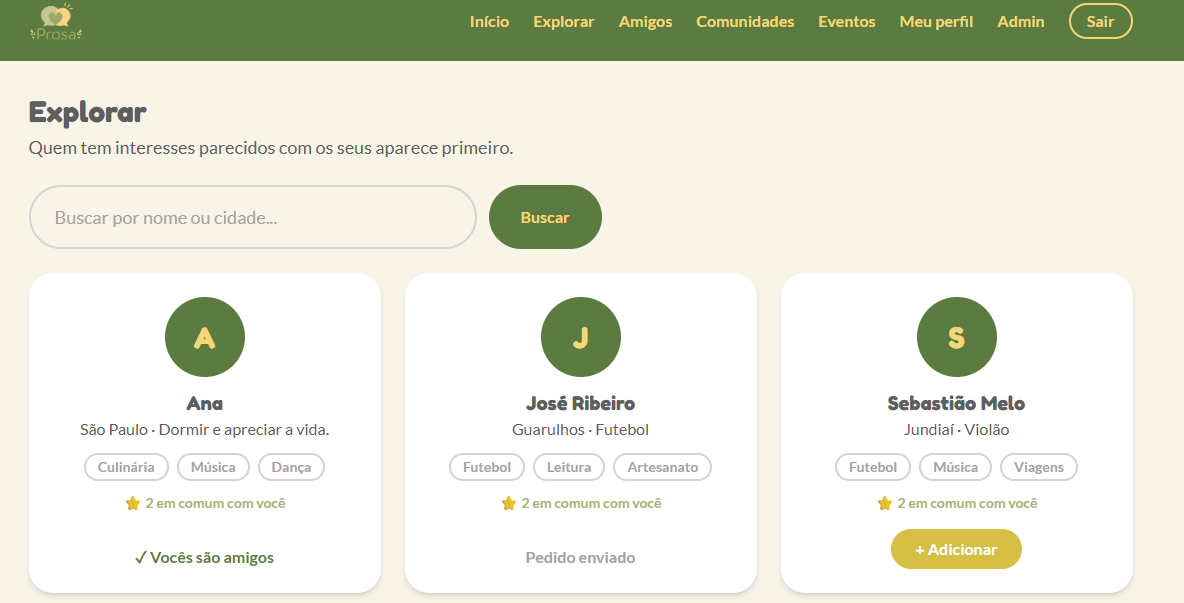 Prosa
Início Explorar Amigos Comunidades Eventos Meu perfil Admin Sair
Explorar
Quem tem interesses parecidos com os seus aparece primeiro.
Buscar por nome ou cidade... Buscar
A
Ana
São Paulo · Dormir e apreciar a vida.
Culinária Música Dança
2 em comum com você
✓ Vocês são amigos
J
José Ribeiro
Guarulhos · Futebol
Futebol Leitura Artesanato
2 em comum com você
Pedido enviado
S
Sebastião Melo
Jundiaí · Violão
Futebol Música Viagens
2 em comum com você
+ Adicionar